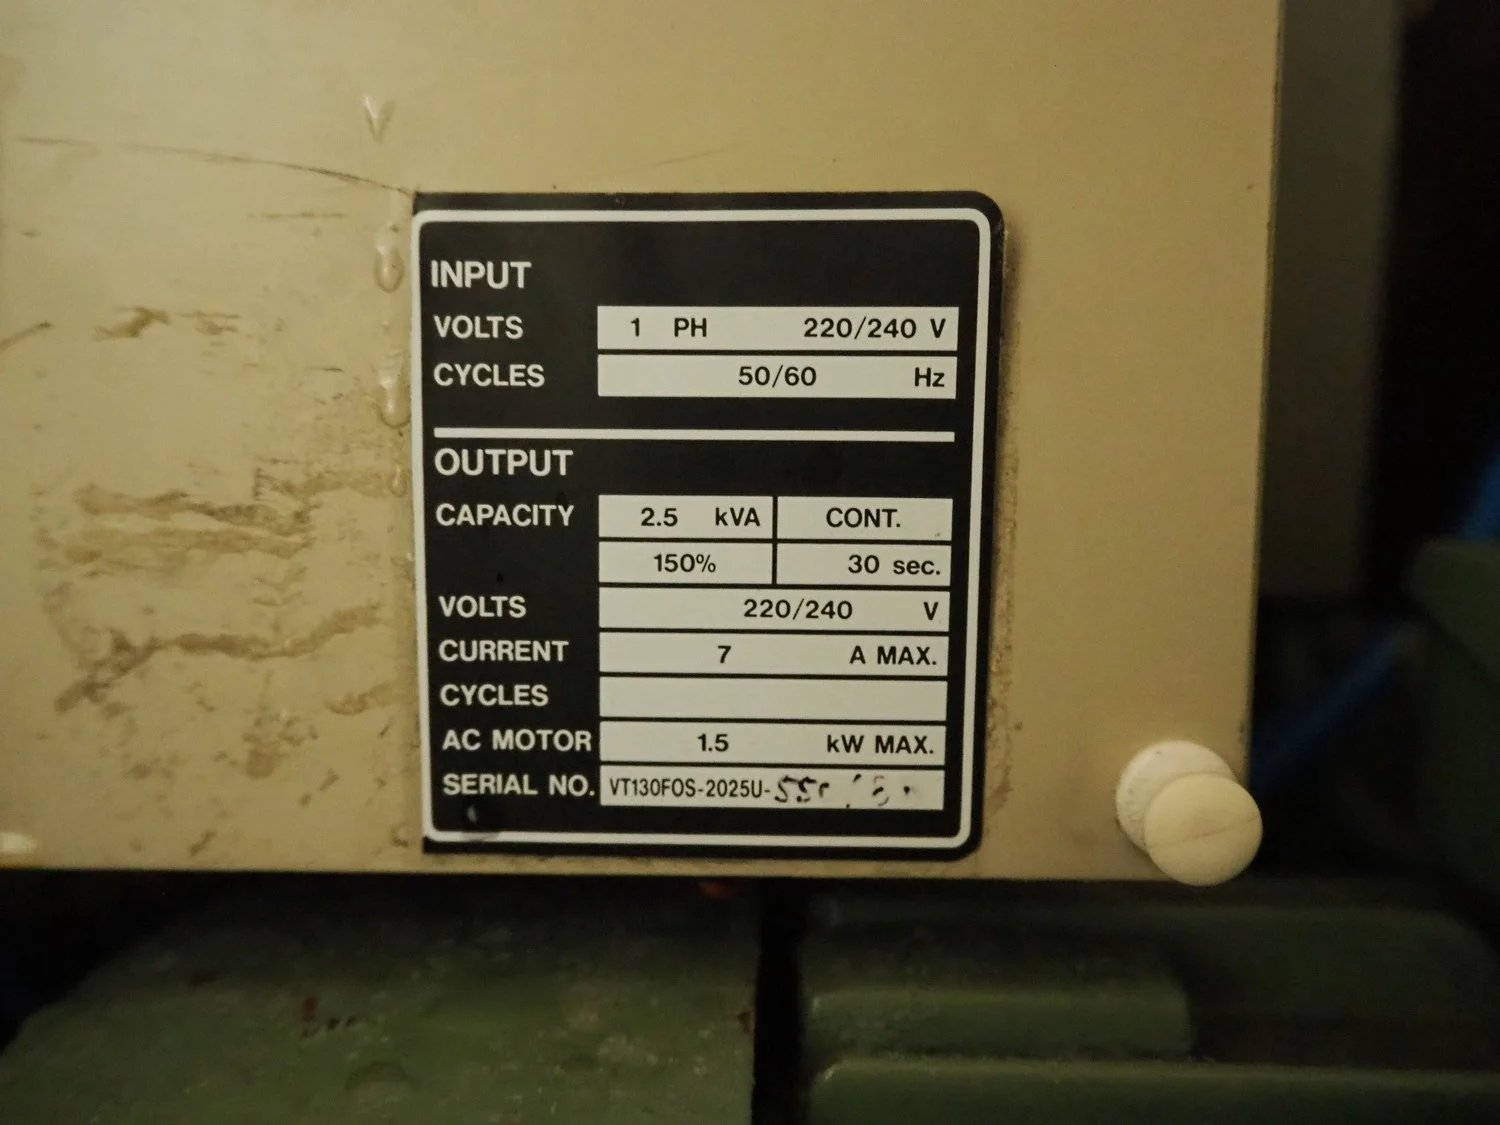 INPUT
VOLTS 1 PH 220/240 V
CYCLES 50/60 Hz
OUTPUT
CAPACITY 2.5 kVA CONT.
150% 30 sec.
VOLTS 220/240 V
CURRENT 7 A MAX.
CYCLES
AC MOTOR 1.5 kW MAX.
SERIAL NO. VT130FOS-2025U-